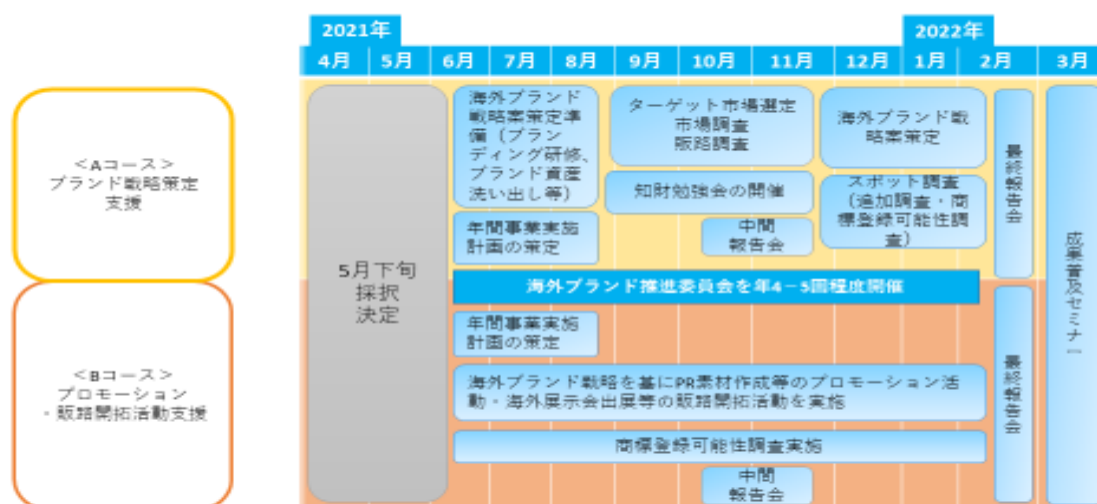 2021年
2022年
4月
5月
6月
7月
8月
9月
10月
11月
12月
1月
2月
3月
＜Aコース＞
ブランド戦略策定
支援
5月下旬
採択
決定
海外ブランド
戦略案策定準
備（ブラン
ディング研修、
ブランド資産
洗い出し等）
年間事業実施
計画の策定
ターゲット市場選定
市場調査
販路調査
知財勉強会の開催
中間
報告会
海外ブランド戦
略案策定
スポット調査
（追加調査・商
標登録可能性調
査）
最終報告会
成果普及セミナー
海外ブランド推進委員会を年4－5回程度開催
＜Bコース＞
プロモーション
・販路開拓活動支援
年間事業実施
計画の策定
海外ブランド戦略を基にPR素材作成等のプロモーション活
動・海外展示会出展等の販路開拓活動を実施
商標登録可能性調査実施
中間
報告会
最終報告会